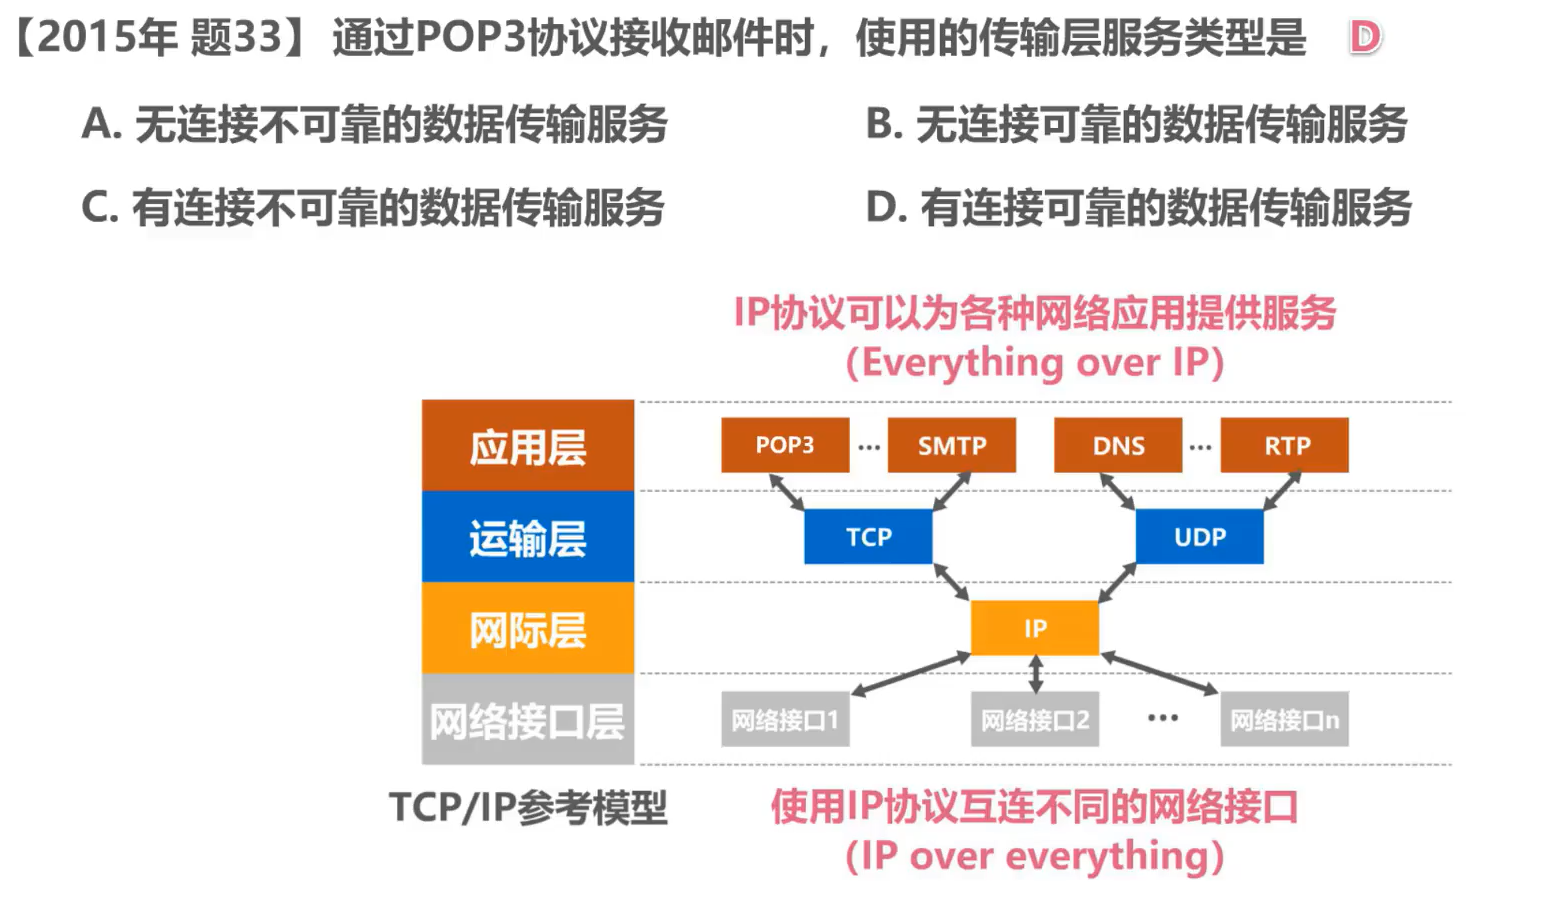 【2015年 题33】 通过POP3协议接收邮件时，使用的传输层服务类型是 D
A. 无连接不可靠的数据传输服务 B. 无连接可靠的数据传输服务
C. 有连接不可靠的数据传输服务 D. 有连接可靠的数据传输服务
IP协议可以为各种网络应用提供服务
（Everything over IP）
应用层 POP3 ··· SMTP DNS ··· RTP
运输层 TCP UDP
网际层 IP
网络接口层 网络接口1 网络接口2 ··· 网络接口n
TCP/IP参考模型 使用IP协议互连不同的网络接口
（IP over everything）